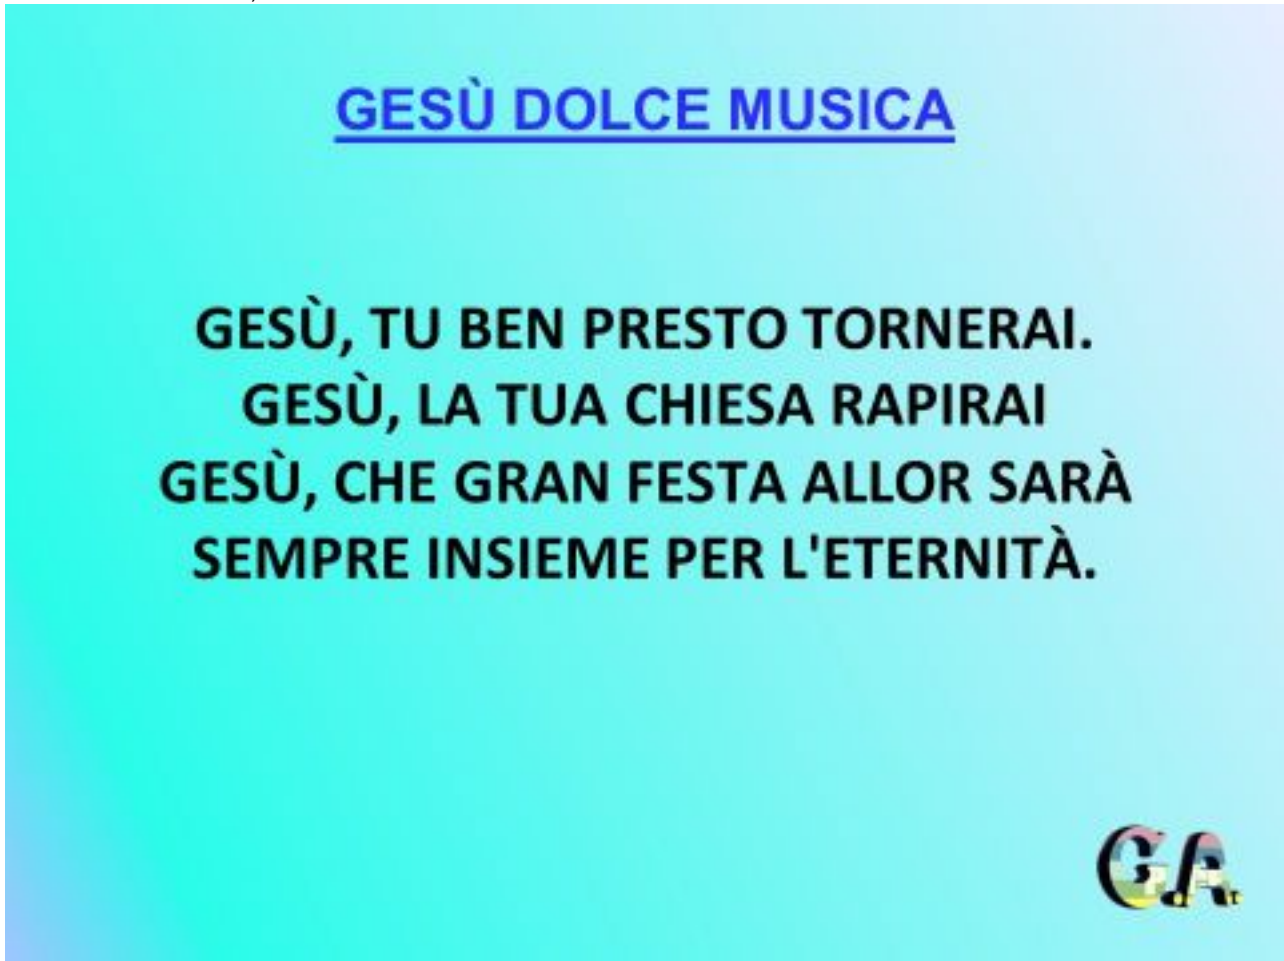 GESÙ DOLCE MUSICA
GESÙ, TU BEN PRESTO TORNERAI.
GESÙ, LA TUA CHIESA RAPIRAI
GESÙ, CHE GRAN FESTA ALLOR SARÀ
SEMPRE INSIEME PER L'ETERNITÀ.
G.A.